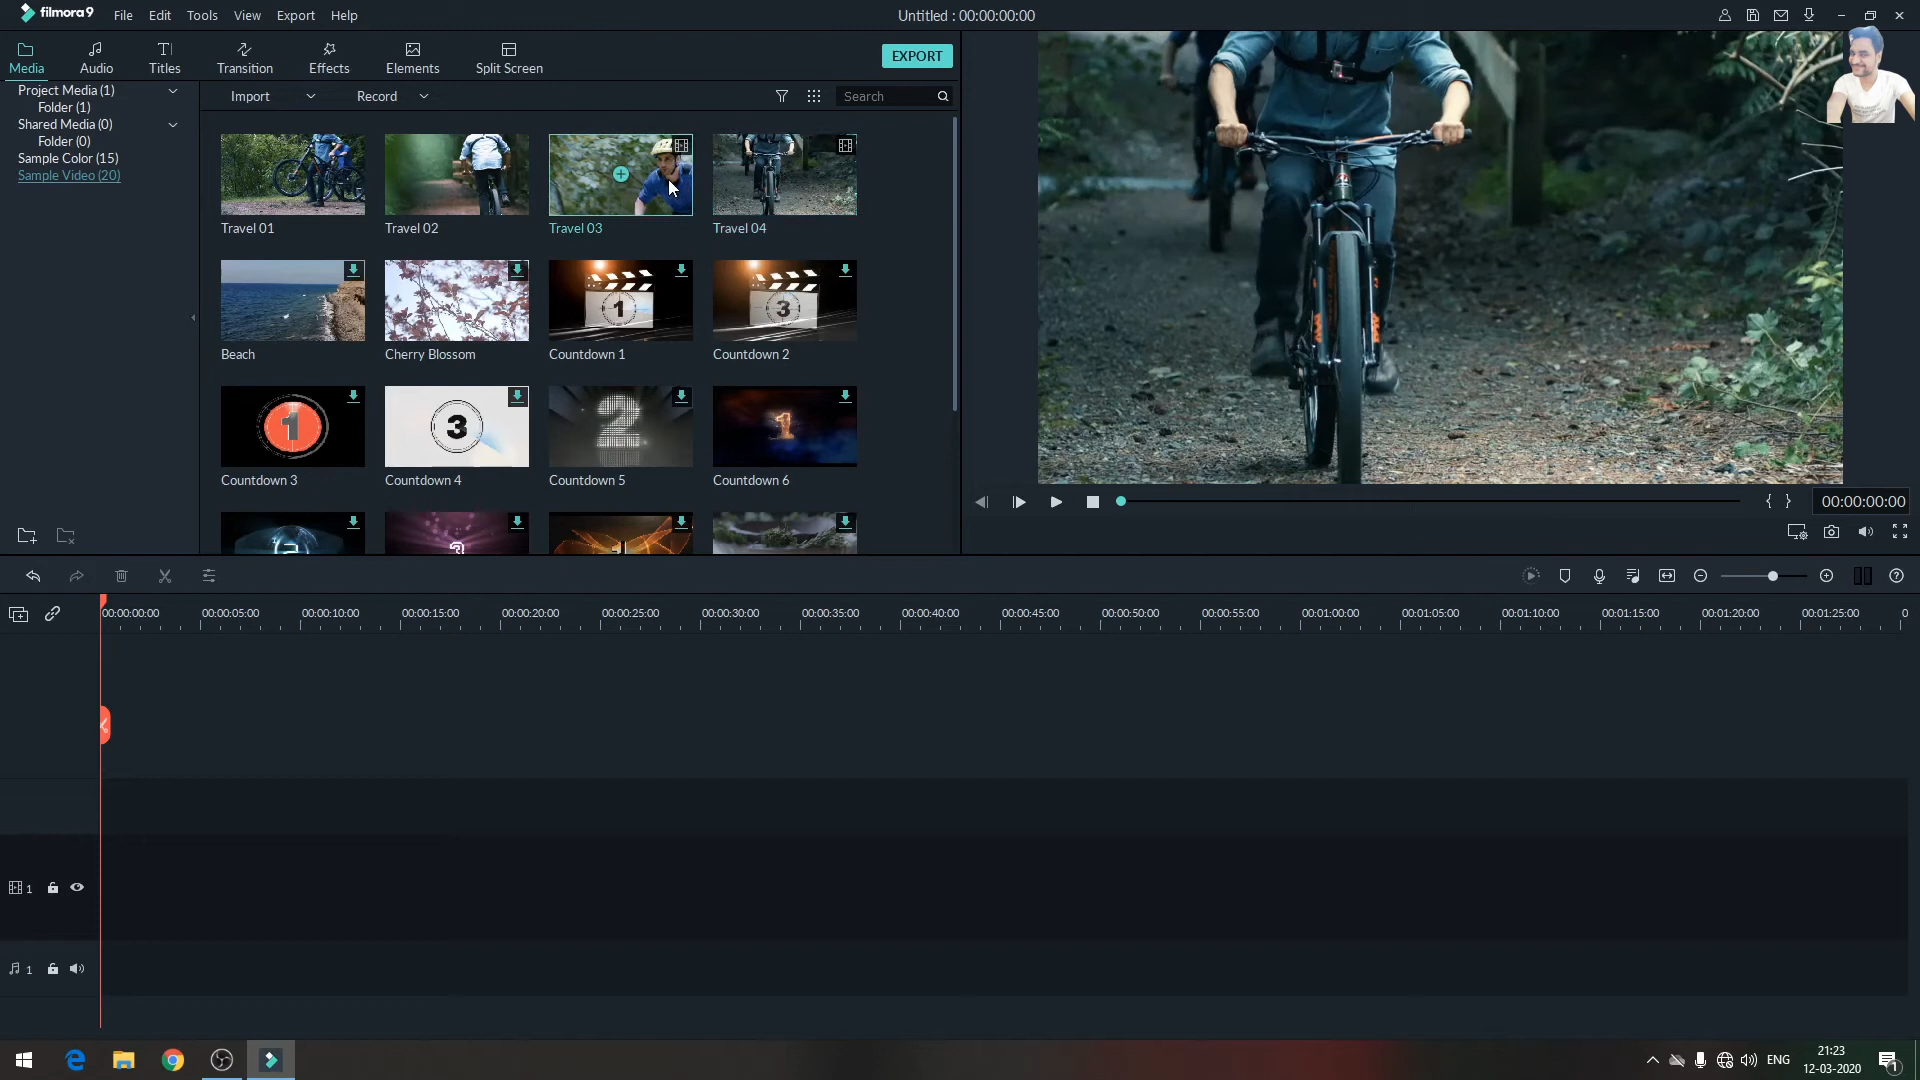 filmora9 File Edit Tools View Export Help Untitled : 00:00:00:00
Media Audio Titles Transition Effects Elements Split Screen EXPORT
Project Media (1)
Folder (1)
Shared Media (0)
Folder (0)
Sample Color (15)
Sample Video (20)
Import Record Search
Travel 01 Travel 02 Travel 03 Travel 04
1 3
Beach Cherry Blossom Countdown 1 Countdown 2
1 3 2 1
Countdown 3 Countdown 4 Countdown 5 Countdown 6
00:00:00:00
00:00:00:00 00:00:05:00 00:00:10:00 00:00:15:00 00:00:20:00 00:00:25:00 00:00:30:00 00:00:35:00 00:00:40:00 00:00:45:00 00:00:50:00 00:00:55:00 00:01:00:00 00:01:05:00 00:01:10:00 00:01:15:00 00:01:20:00 00:01:25:00 0
1
1
ENG 21:23
12-03-2020
1